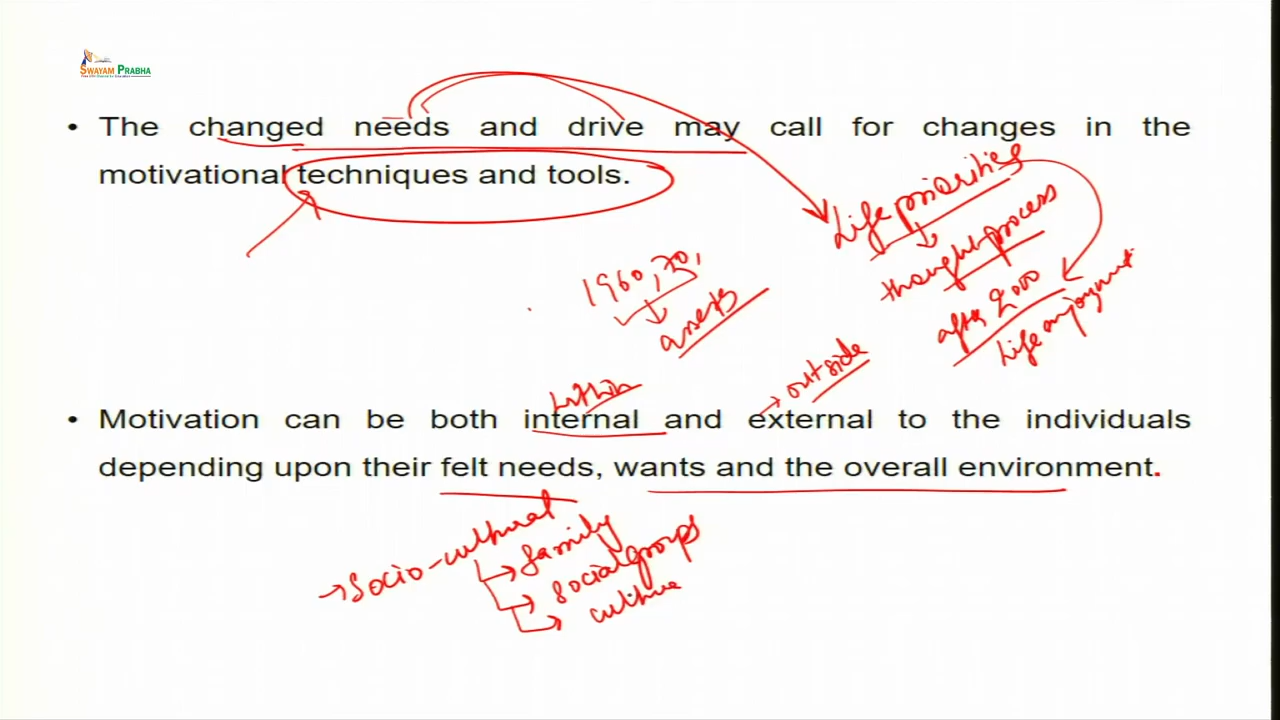 SWAYAM PRABHA
• The changed needs and drive may call for changes in the
motivational techniques and tools.
Life priorities
thought process
after 2000
Life enjoyment
1960, 70,
assets
within
→ outside
• Motivation can be both internal and external to the individuals
depending upon their felt needs, wants and the overall environment.
→ Socio-cultural
→ family
→ Social groups
→ culture